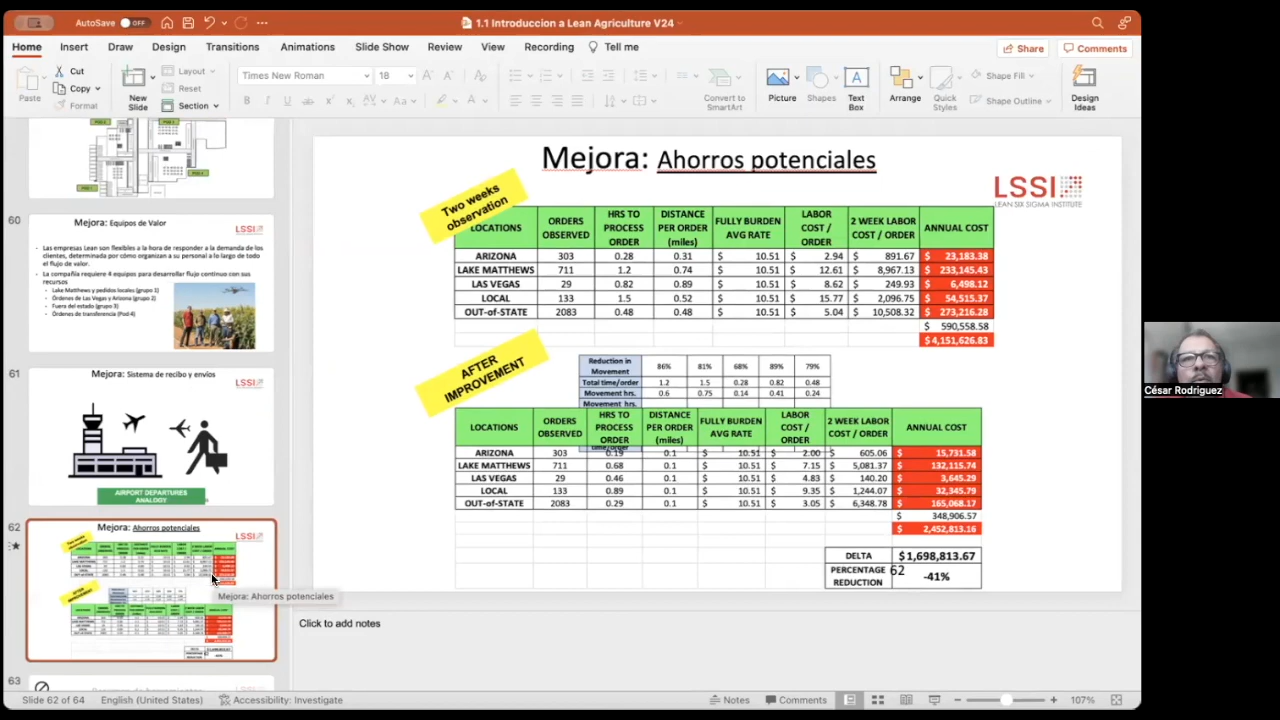 AutoSave OFF
1.1 Introduccion a Lean Agriculture V24
Home Insert Draw Design Transitions Animations Slide Show Review View Recording Tell me
Share Comments
Paste
Cut
Copy
Format
New Slide
Layout
Reset
Section
Times New Roman 18
Convert to SmartArt
Picture Shapes Text Box
Arrange Quick Styles
Shape Fill
Shape Outline
Design Ideas
60
Mejora: Equipos de Valor
LSSI
Las empresas Lean son flexibles a la hora de responder a la demanda de los
clientes, determinada por cómo organizan a su personal a lo largo de todo
el flujo de valor.
La compañía requiere 4 equipos para desarrollar flujo continuo con sus
recursos
Lake Matthews y pedidos locales (grupo 1)
Órdenes de Las Vegas y Arizona (grupo 2)
Fuera del estado (grupo 3)
Órdenes de transferencia (Pod-4)
61
Mejora: Sistema de recibo y envíos
LSSI
AIRPORT DEPARTURES
ANALOGY
62
Mejora: Ahorros potenciales
LSSI
Mejora: Ahorros potenciales
63
Mejora: Ahorros potenciales
LSSI
LEAN SIX SIGMA INSTITUTE
Two weeks
observation
LOCATIONS ORDERS OBSERVED HRS TO PROCESS ORDER DISTANCE PER ORDER (miles) FULLY BURDEN AVG RATE LABOR COST / ORDER 2 WEEK LABOR COST / ORDER ANNUAL COST
ARIZONA 303 0.28 0.31 $ 10.51 $ 2.94 $ 891.67 $ 23,183.38
LAKE MATTHEWS 711 1.2 0.74 $ 10.51 $ 12.61 $ 8,967.13 $ 233,145.43
LAS VEGAS 29 0.82 0.89 $ 10.51 $ 8.62 $ 249.93 $ 6,498.12
LOCAL 133 1.5 0.52 $ 10.51 $ 15.77 $ 2,096.75 $ 54,515.37
OUT-of-STATE 2083 0.48 0.48 $ 10.51 $ 5.04 $ 10,508.32 $ 273,216.28
$ 590,558.58
$ 4,151,626.83
AFTER
IMPROVEMENT
Reduction in Movement 86% 81% 68% 89% 79%
Total time/order 1.2 1.5 0.28 0.82 0.48
Movement hrs. 0.6 0.75 0.14 0.41 0.24
Movement hrs.
LOCATIONS ORDERS OBSERVED HRS TO PROCESS ORDER DISTANCE PER ORDER (miles) FULLY BURDEN AVG RATE LABOR COST / ORDER 2 WEEK LABOR COST / ORDER ANNUAL COST
time/order
ARIZONA 303 0.19 0.1 $ 10.51 $ 2.00 $ 605.06 $ 15,731.58
LAKE MATTHEWS 711 0.68 0.1 $ 10.51 $ 7.15 $ 5,081.37 $ 132,115.74
LAS VEGAS 29 0.46 0.1 $ 10.51 $ 4.83 $ 140.20 $ 3,645.29
LOCAL 133 0.89 0.1 $ 10.51 $ 9.35 $ 1,244.07 $ 32,345.79
OUT-of-STATE 2083 0.29 0.1 $ 10.51 $ 3.05 $ 6,348.78 $ 165,068.17
$ 348,906.57
$ 2,452,813.16
DELTA $1,698,813.67
PERCENTAGE REDUCTION -41%
62
Click to add notes
César Rodriguez
Slide 62 of 64 English (United States) Accessibility: Investigate
Notes Comments 107%